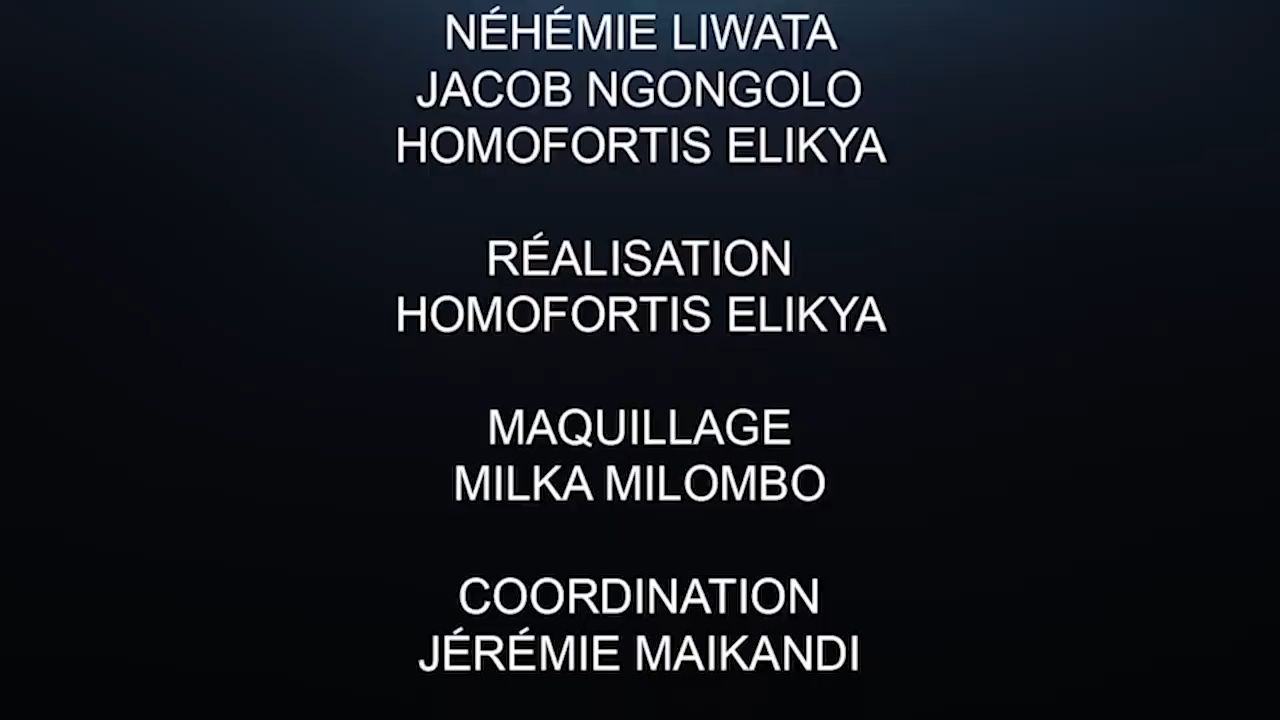 NÉHÉMIE LIWATA
JACOB NGONGOLO
HOMOFORTIS ELIKYA
RÉALISATION
HOMOFORTIS ELIKYA
MAQUILLAGE
MILKA MILOMBO
COORDINATION
JÉRÉMIE MAIKANDI